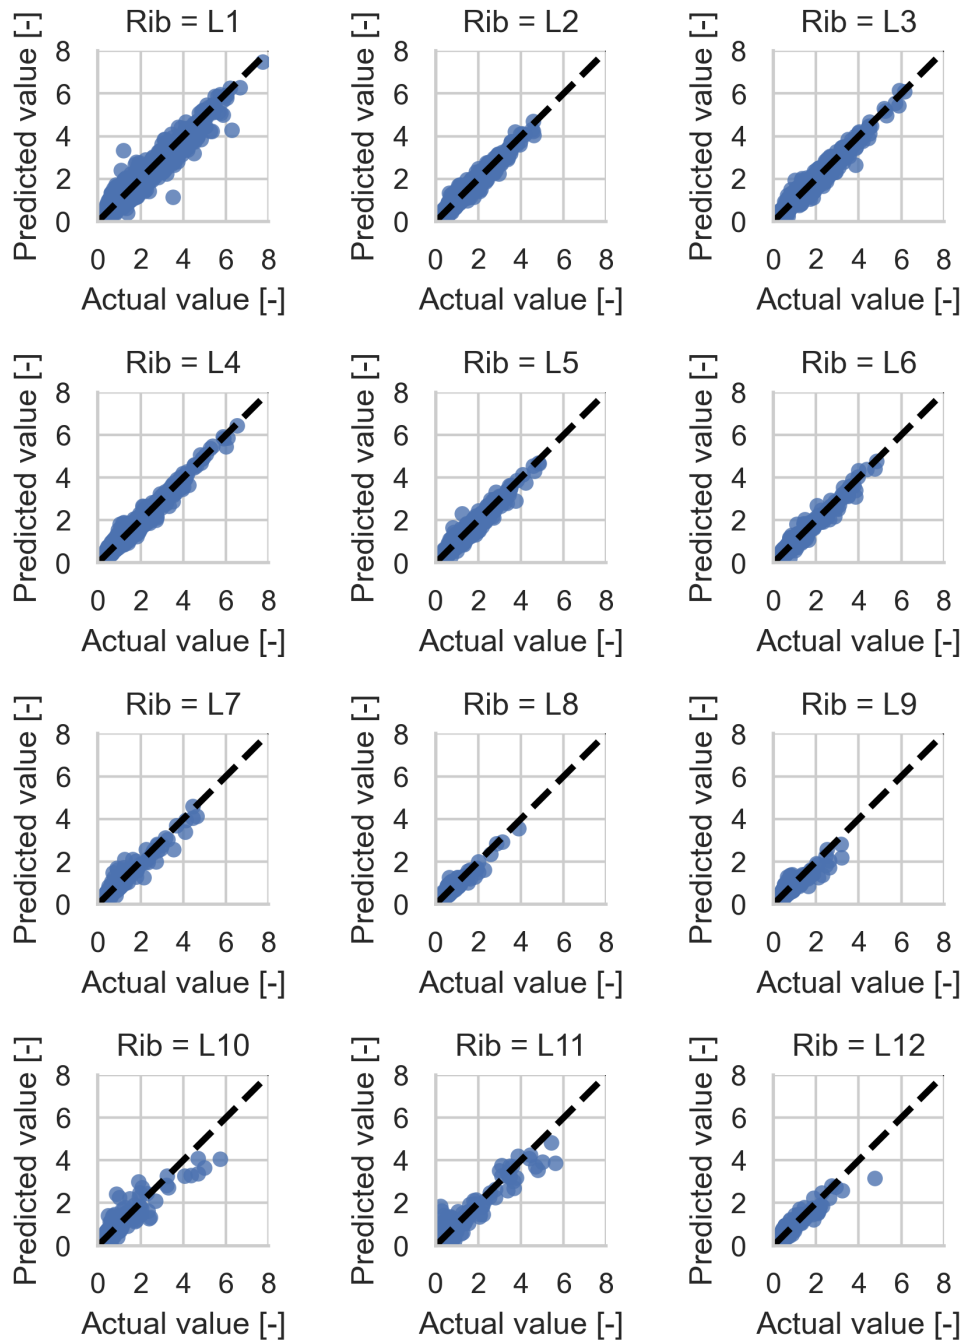 Rib = L1
Predicted value [-]
8
6
4
2
0
0 2 4 6 8
Actual value [-]
Rib = L2
Predicted value [-]
8
6
4
2
0
0 2 4 6 8
Actual value [-]
Rib = L3
Predicted value [-]
8
6
4
2
0
0 2 4 6 8
Actual value [-]
Rib = L4
Predicted value [-]
8
6
4
2
0
0 2 4 6 8
Actual value [-]
Rib = L5
Predicted value [-]
8
6
4
2
0
0 2 4 6 8
Actual value [-]
Rib = L6
Predicted value [-]
8
6
4
2
0
0 2 4 6 8
Actual value [-]
Rib = L7
Predicted value [-]
8
6
4
2
0
0 2 4 6 8
Actual value [-]
Rib = L8
Predicted value [-]
8
6
4
2
0
0 2 4 6 8
Actual value [-]
Rib = L9
Predicted value [-]
8
6
4
2
0
0 2 4 6 8
Actual value [-]
Rib = L10
Predicted value [-]
8
6
4
2
0
0 2 4 6 8
Actual value [-]
Rib = L11
Predicted value [-]
8
6
4
2
0
0 2 4 6 8
Actual value [-]
Rib = L12
Predicted value [-]
8
6
4
2
0
0 2 4 6 8
Actual value [-]